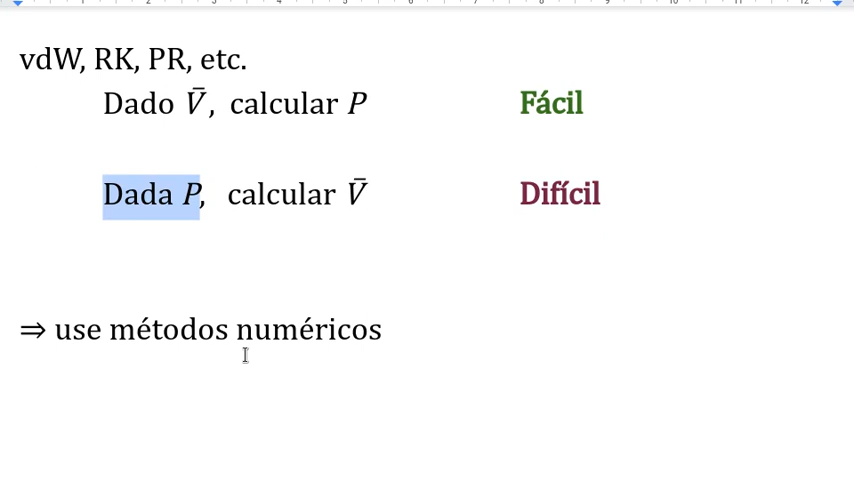 vdW, RK, PR, etc.
Dado V̄, calcular P Fácil
Dada P, calcular V̄ Difícil
⇒ use métodos numéricos